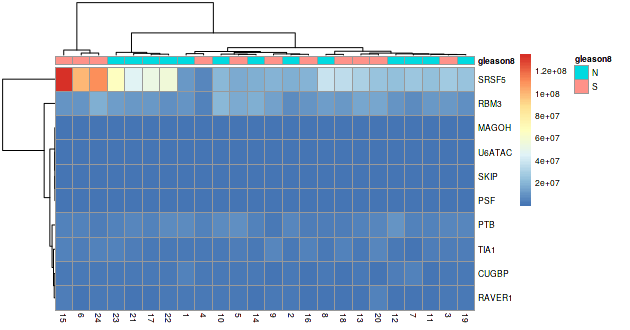 gleason8
SRSF5
RBM3
MAGOH
U6ATAC
SKIP
PSF
PTB
TIA1
CUGBP
RAVER1
15 6 24 23 21 17 22 1 4 10 5 14 9 2 16 8 18 13 20 12 7 11 3 19
1.2e+08
1e+08
8e+07
6e+07
4e+07
2e+07
gleason8
N
S